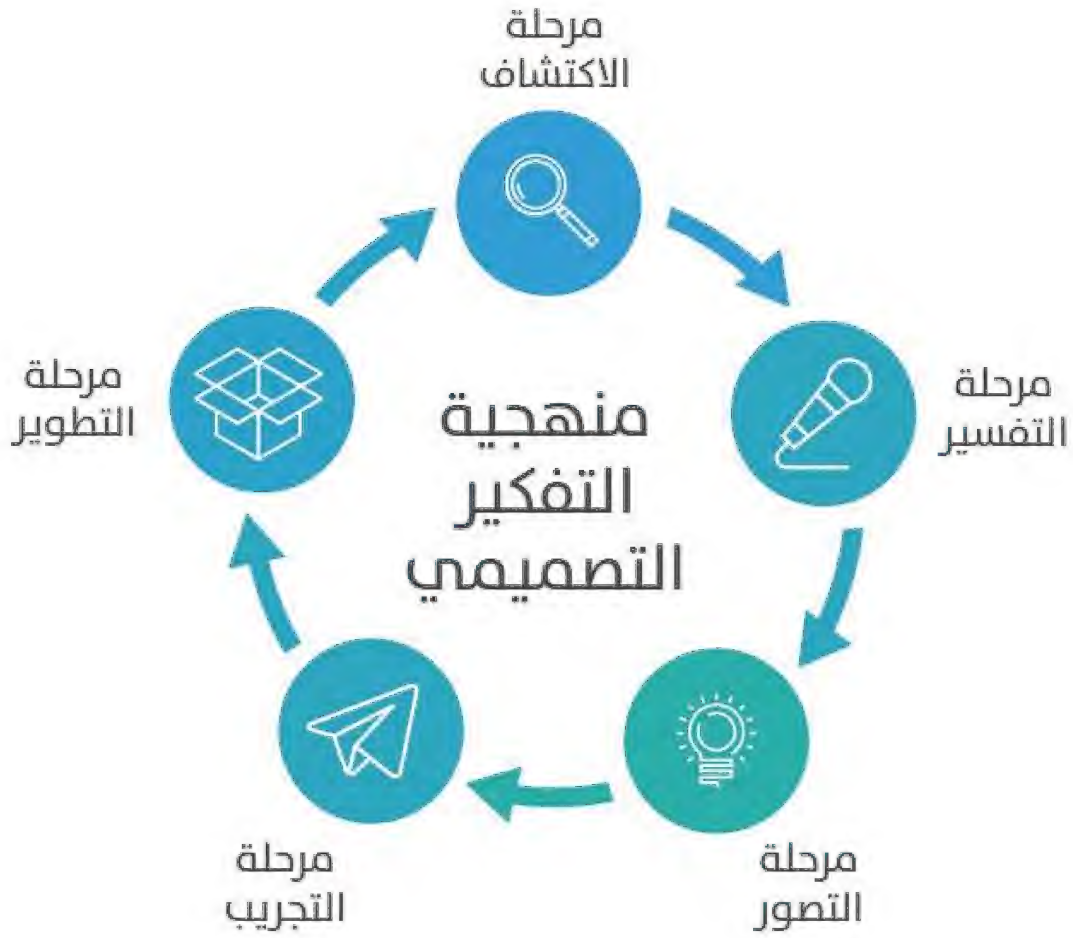 مرحلة
الاكتشاف
مرحلة
التفسير
مرحلة
التصور
مرحلة
التجريب
مرحلة
التطوير
منهجية
التفكير
التصميمي